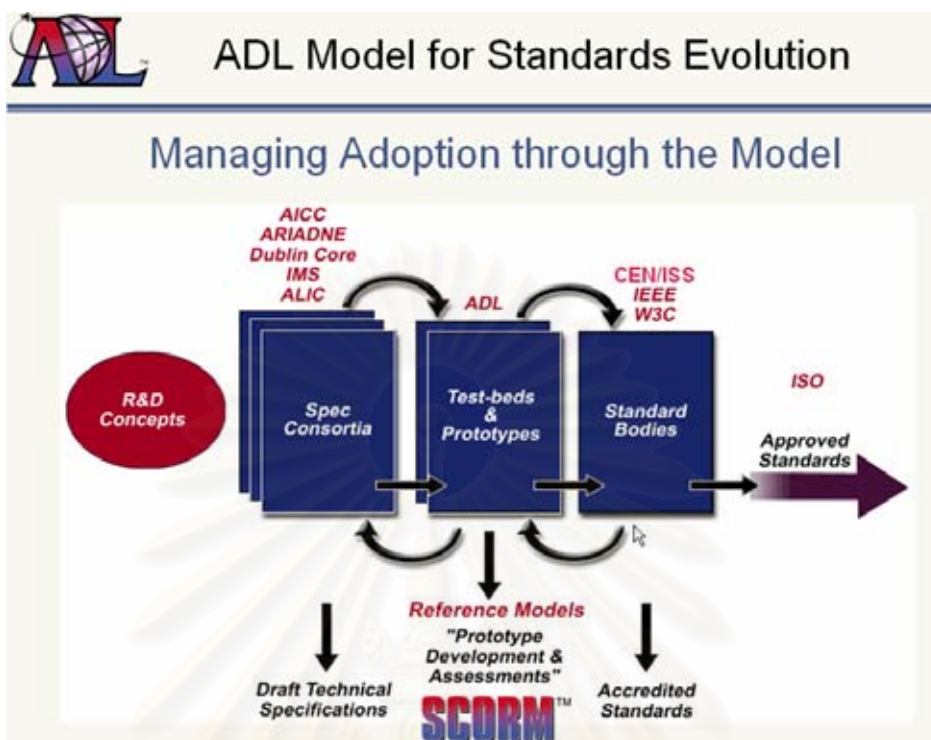 ADL
ADL Model for Standards Evolution
Managing Adoption through the Model
AICC
ARIADNE
Dublin Core
IMS
ALIC
ADL
CEN/ISS
IEEE
W3C
ISO
R&D
Concepts
Spec
Consortia
Test-beds
&
Prototypes
Standard
Bodies
Approved
Standards
Reference Models
"Prototype
Development &
Assessments"
SCORM™
Draft Technical
Specifications
Accredited
Standards